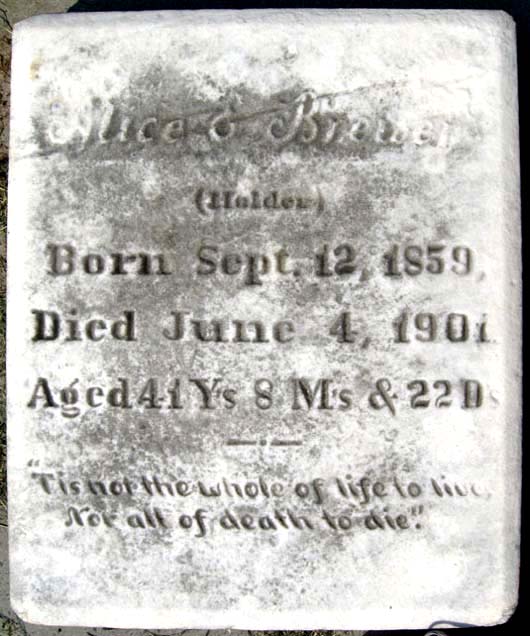 Alice G. Brewer
(Holder)
Born Sept. 12, 1859,
Died June 4, 1901.
Aged 41 Ys 8 Ms & 22 Ds
"Tis not the whole of life to live,
Nor all of death to die."